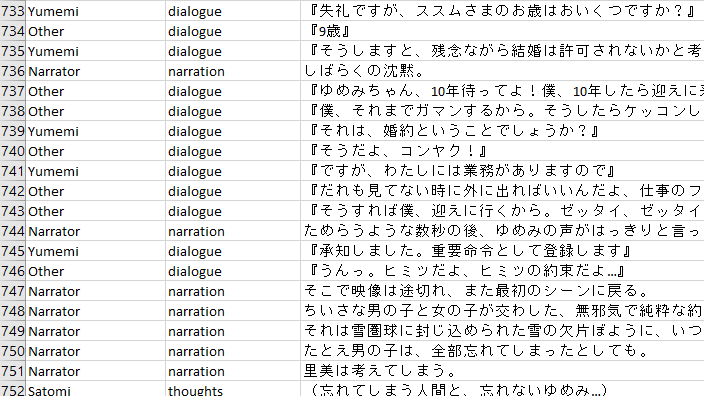 733 Yumemi dialogue 『失礼ですが、ススムさまのお歳はおいくつですか？』
734 Other dialogue 『9歳』
735 Yumemi dialogue 『そうしますと、残念ながら結婚は許可されないかと考
736 Narrator narration しばらくの沈黙。
737 Other dialogue 『ゆめみちゃん、10年待ってよ！僕、10年したら迎えに
738 Other dialogue 『僕、それまでガマンするから。そうしたらケッコンし
739 Yumemi dialogue 『それは、婚約ということでしょうか？』
740 Other dialogue 『そうだよ、コンヤク！』
741 Yumemi dialogue 『ですが、わたしには業務がありますので』
742 Other dialogue 『だれも見てない時に外に出ればいいんだよ、仕事のフ
743 Other dialogue 『そうすれば僕、迎えに行くから。ゼッタイ、ゼッタイ
744 Narrator narration ためらうような数秒の後、ゆめみの声がはっきりと言っ
745 Yumemi dialogue 『承知しました。重要命令として登録します』
746 Other dialogue 『うんっ。ヒミツだよ、ヒミツの約束だよ…』
747 Narrator narration そこで映像は途切れ、また最初のシーンに戻る。
748 Narrator narration ちいさな男の子と女の子が交わした、無邪気で純粋な約
749 Narrator narration それは雪圏球に封じ込められた雪の欠片ぼように、いつ
750 Narrator narration たとえ男の子は、全部忘れてしまったとしても。
751 Narrator narration 里美は考えてしまう。
752 Satomi thoughts （忘れてしまう人間と、忘れないゆめみ…）